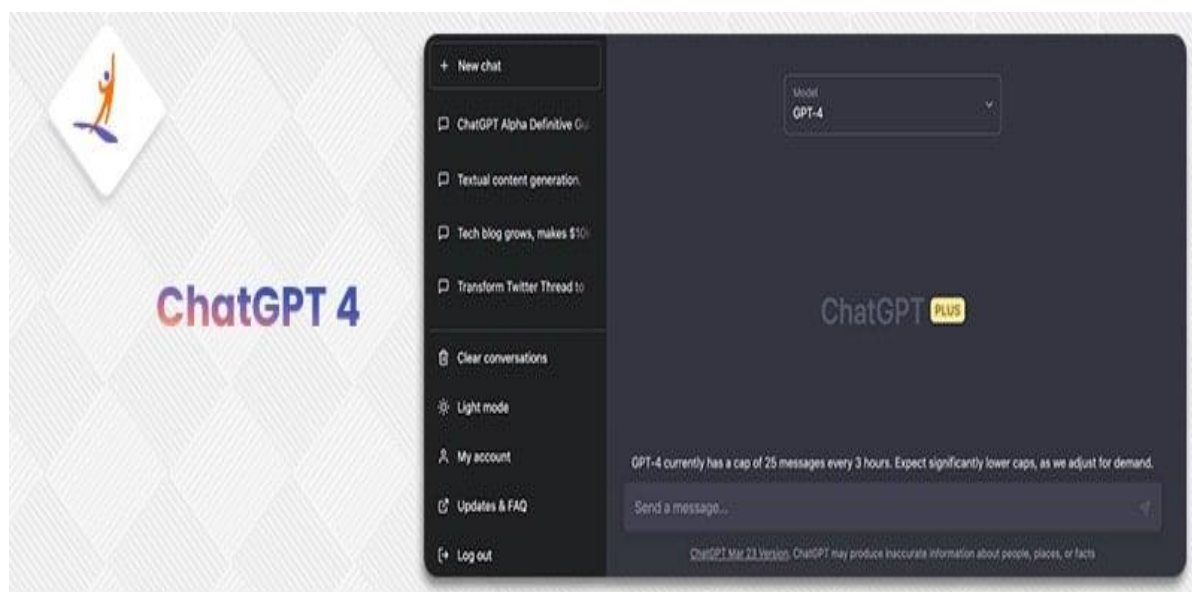 ChatGPT 4
+ New chat
ChatGPT Alpha Definitive Gu
Textual content generation.
Tech blog grows, makes $10k
Transform Twitter Thread to
Clear conversations
Light mode
My account
Updates & FAQ
Log out
Model
GPT-4
ChatGPT PLUS
GPT-4 currently has a cap of 25 messages every 3 hours. Expect significantly lower caps, as we adjust for demand.
Send a message...
ChatGPT Mar 23 Version. ChatGPT may produce inaccurate information about people, places, or facts